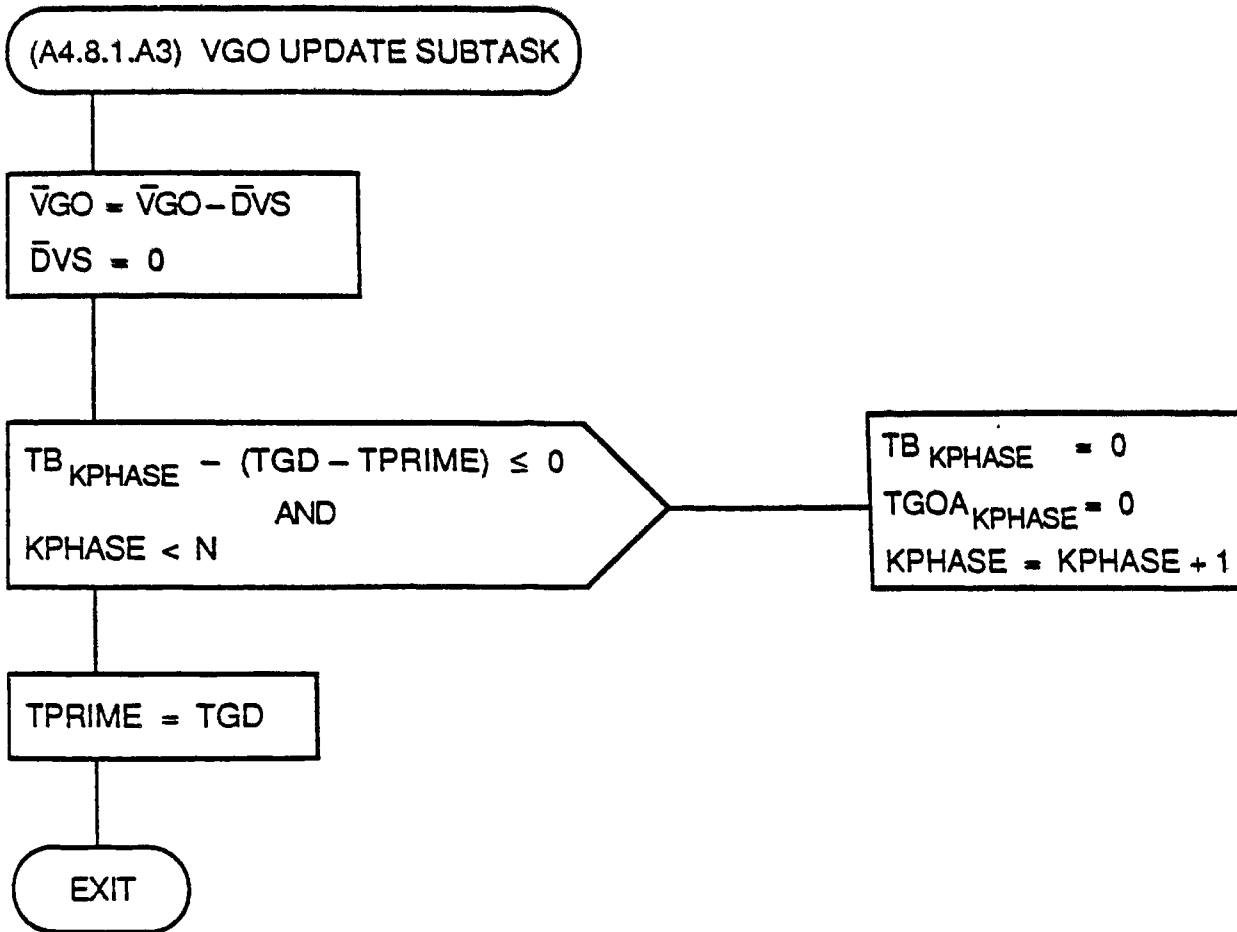 (A4.8.1.A3) VGO UPDATE SUBTASK
V̄GO = V̄GO – D̄VS
D̄VS = 0
TB KPHASE – (TGD – TPRIME) ≤ 0
AND
KPHASE < N
TB KPHASE = 0
TGOA KPHASE = 0
KPHASE = KPHASE + 1
TPRIME = TGD
EXIT